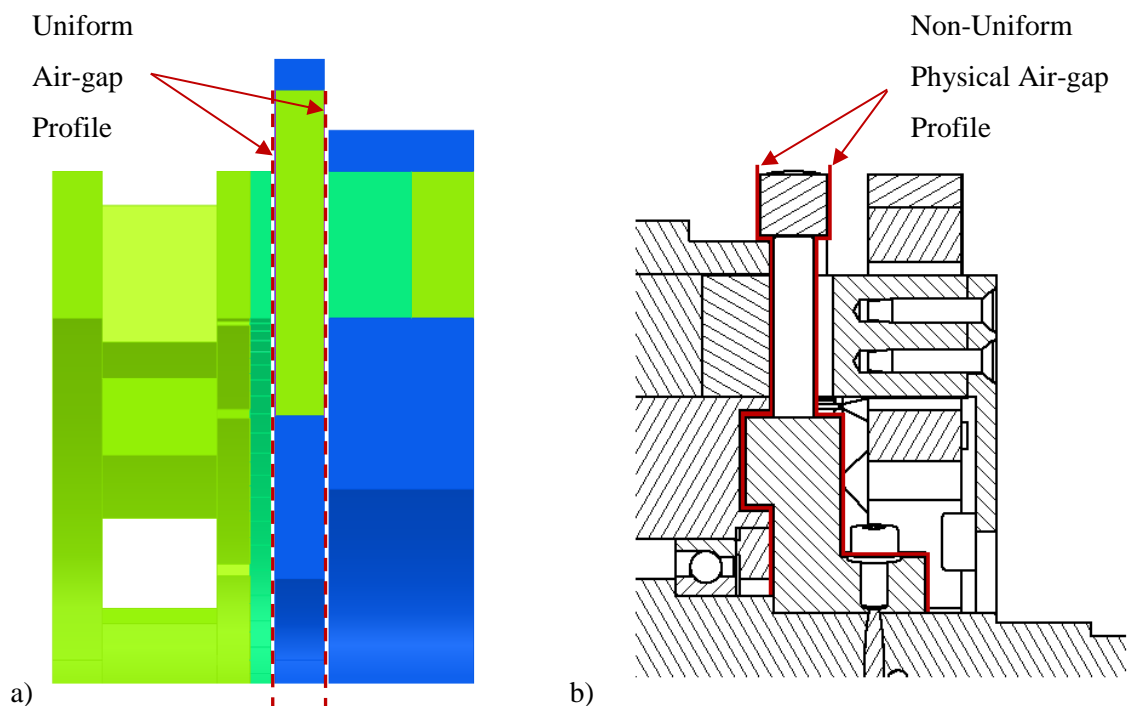 Uniform
Air-gap
Profile
Non-Uniform
Physical Air-gap
Profile
a)
b)